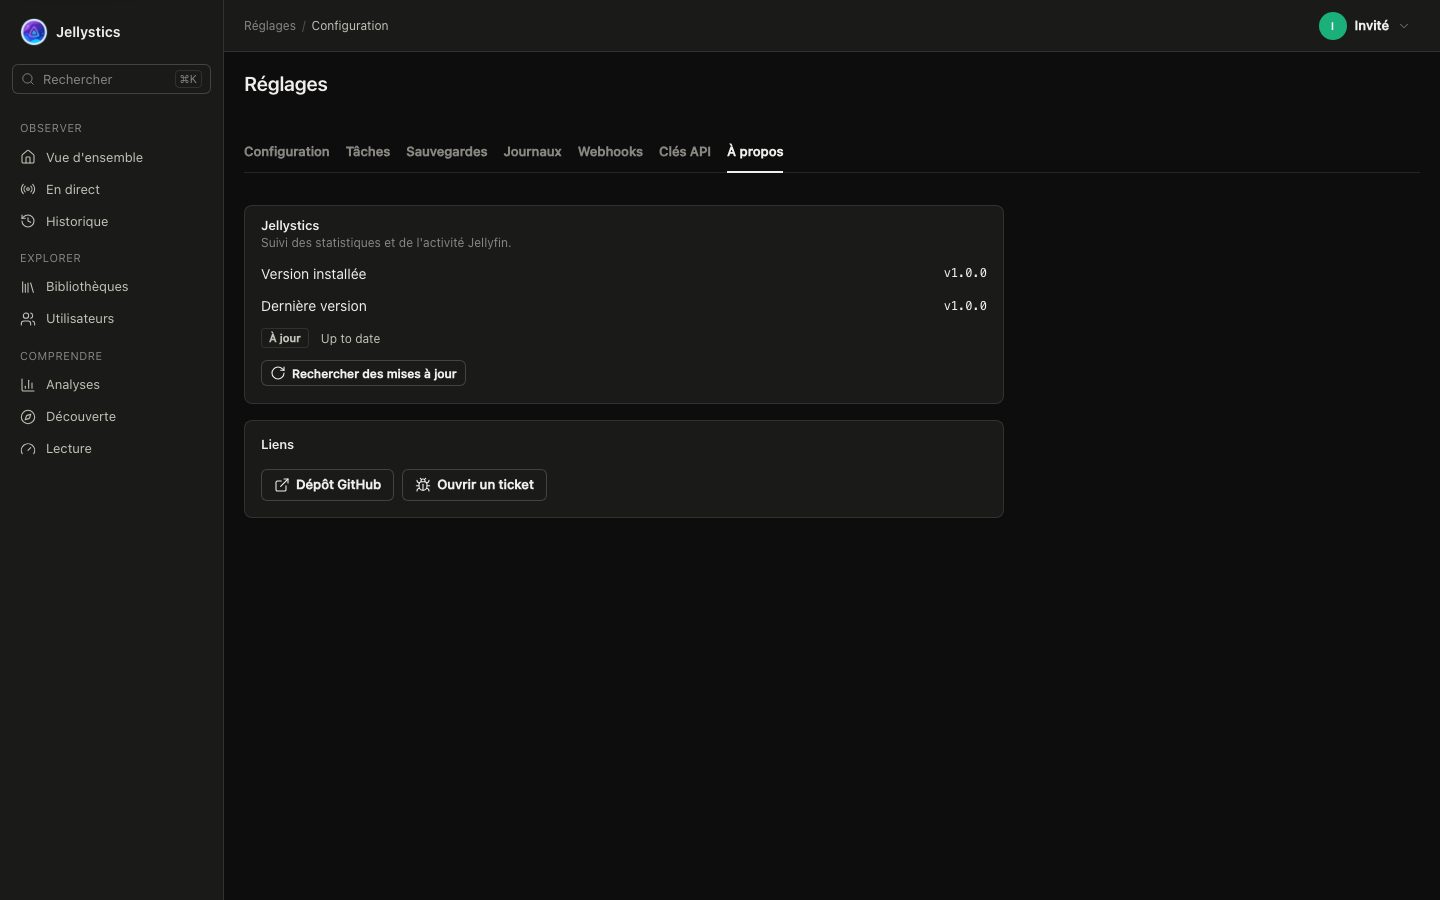 Jellystics
Rechercher ⌘K
OBSERVER
Vue d'ensemble
En direct
Historique
EXPLORER
Bibliothèques
Utilisateurs
COMPRENDRE
Analyses
Découverte
Lecture
Réglages / Configuration
I Invité
Réglages
Configuration Tâches Sauvegardes Journaux Webhooks Clés API À propos
Jellystics
Suivi des statistiques et de l'activité Jellyfin.
Version installée v1.0.0
Dernière version v1.0.0
À jour Up to date
Rechercher des mises à jour
Liens
Dépôt GitHub Ouvrir un ticket